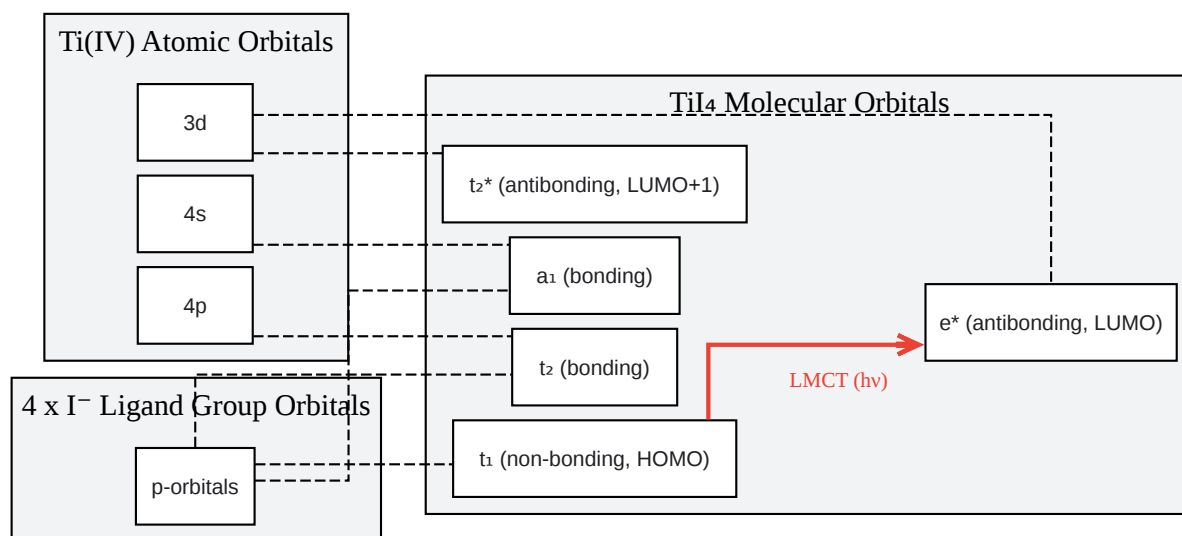 Ti(IV) Atomic Orbitals
3d
4s
4p
4 x I⁻ Ligand Group Orbitals
p-orbitals
TiI₄ Molecular Orbitals
t₂* (antibonding, LUMO+1)
a₁ (bonding)
t₂ (bonding)
t₁ (non-bonding, HOMO)
e* (antibonding, LUMO)
LMCT (hν)